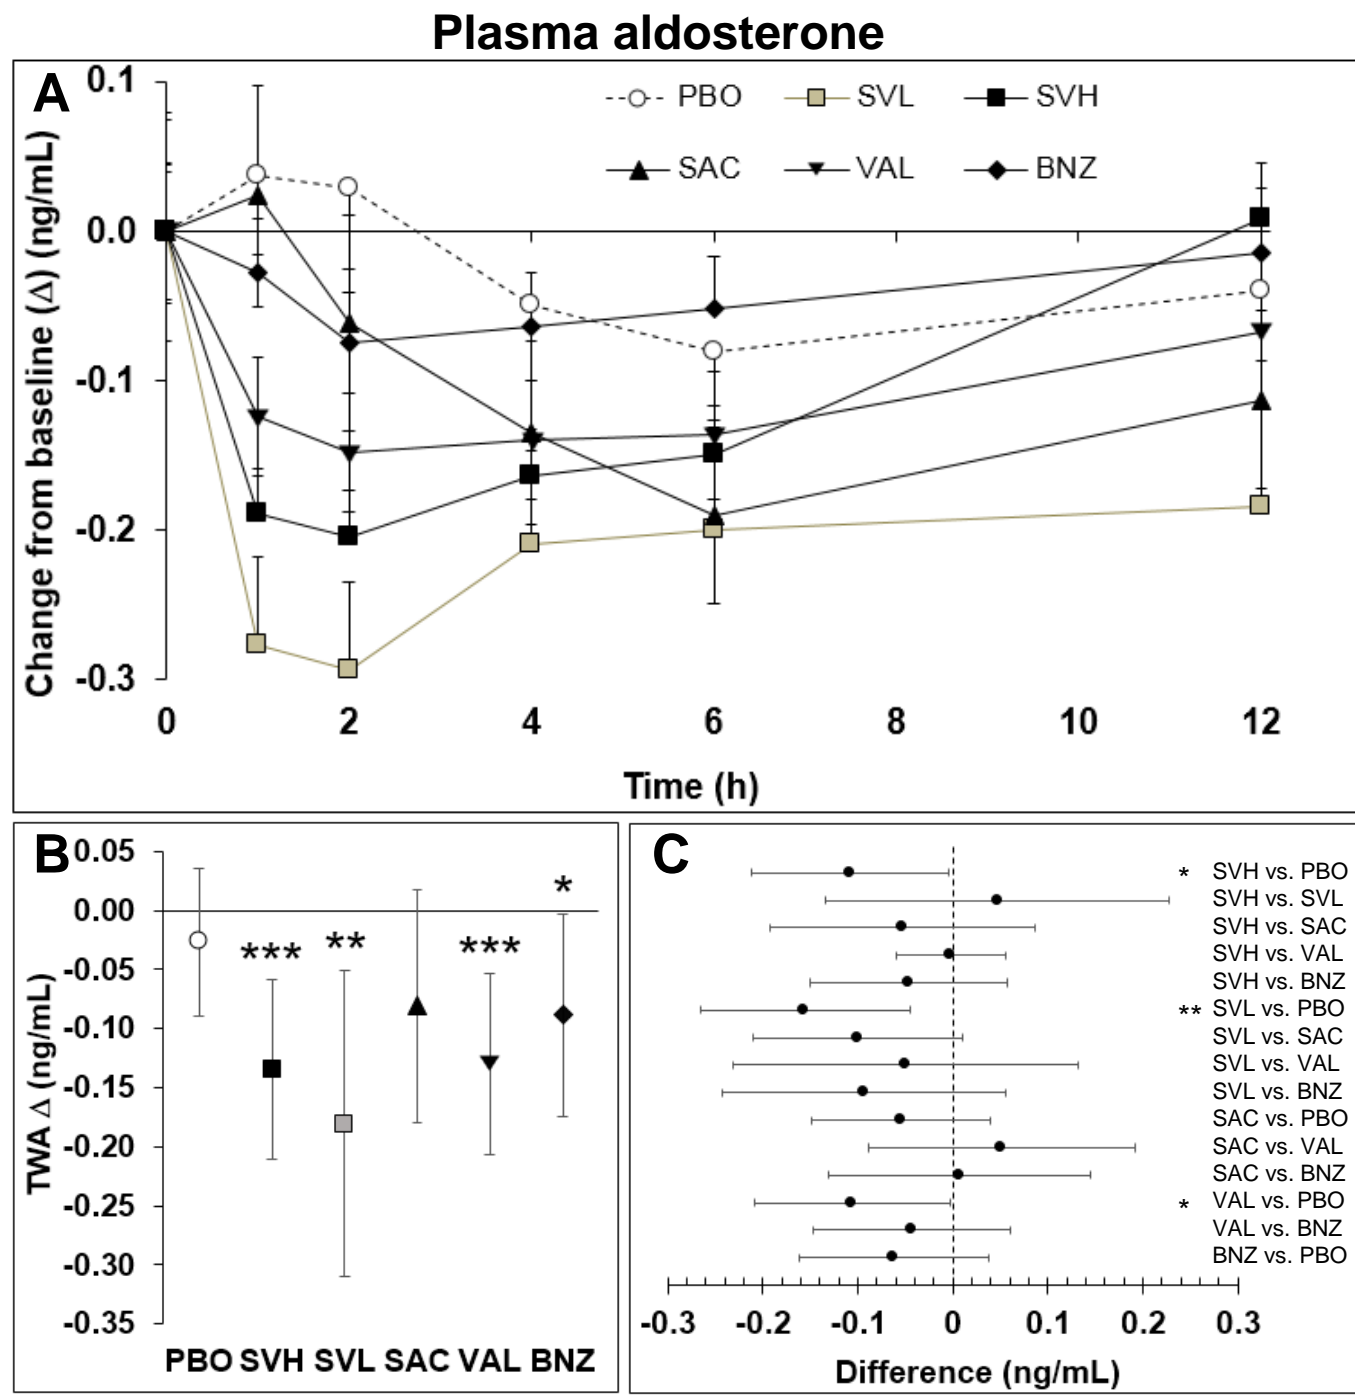 Plasma aldosterone
A
PBO SVL SVH
SAC VAL BNZ
Change from baseline (Δ) (ng/mL)
0.1
0.0
-0.1
-0.2
-0.3
0 2 4 6 8 10 12
Time (h)
B
TWA Δ (ng/mL)
0.05
0.00
-0.05
-0.10
-0.15
-0.20
-0.25
-0.30
-0.35
*
*** ** ***
PBO SVH SVL SAC VAL BNZ
C
* SVH vs. PBO
SVH vs. SVL
SVH vs. SAC
SVH vs. VAL
SVH vs. BNZ
** SVL vs. PBO
SVL vs. SAC
SVL vs. VAL
SVL vs. BNZ
SAC vs. PBO
SAC vs. VAL
SAC vs. BNZ
* VAL vs. PBO
VAL vs. BNZ
BNZ vs. PBO
-0.3 -0.2 -0.1 0 0.1 0.2 0.3
Difference (ng/mL)